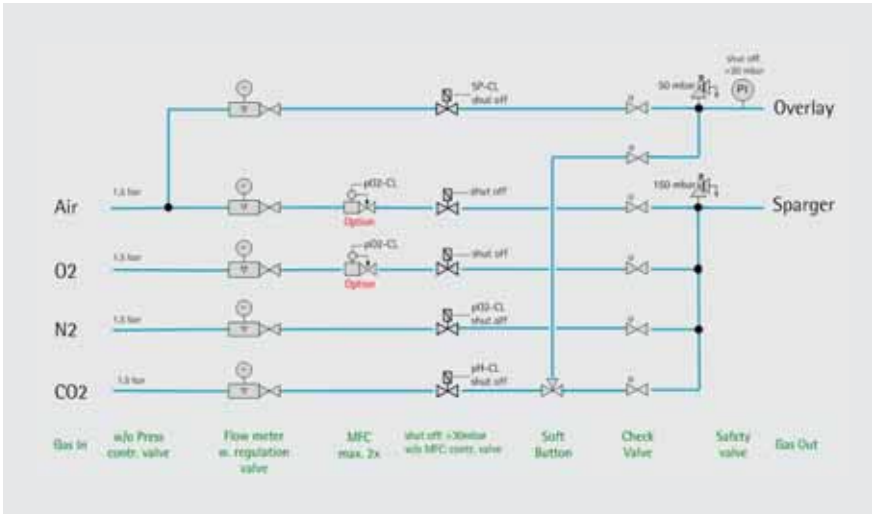 shut off
>30 mbar
SP-CL
shut off
50 mbar
PI
Overlay
1,5 bar
pO2-CL
shut off
150 mbar
Air
Option
Sparger
1,5 bar
pO2-CL
shut off
O2
Option
1,5 bar
pO2-CL
shut off
N2
1,5 bar
pH-CL
shut off
CO2
Gas In
w/o Press
contr. valve
Flow meter
w. regulation
valve
MFC
max. 2x
shut off: >30mbar
w/o MFC: contr. valve
Soft
Button
Check
Valve
Safety
valve
Gas Out